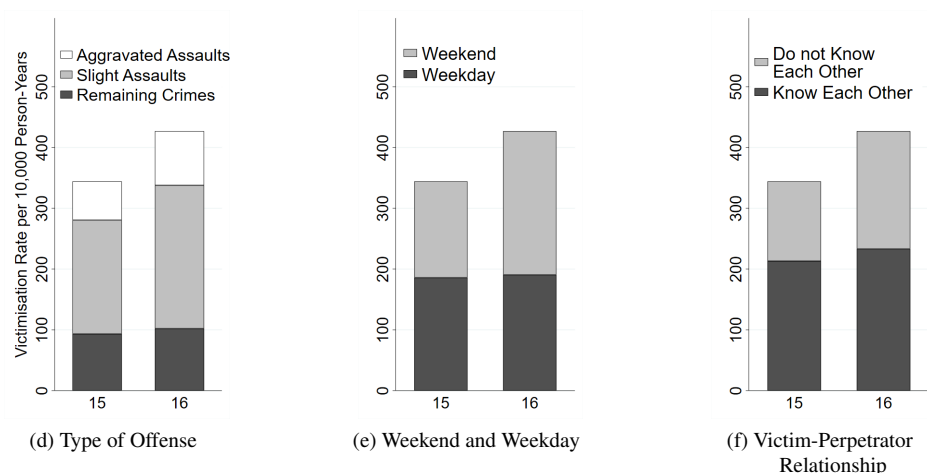 Victimisation Rate per 10,000 Person-Years
0 100 200 300 400 500
Aggravated Assaults
Slight Assaults
Remaining Crimes
15 16
(d) Type of Offense
0 100 200 300 400 500
Weekend
Weekday
15 16
(e) Weekend and Weekday
0 100 200 300 400 500
Do not Know
Each Other
Know Each Other
15 16
(f) Victim-Perpetrator
Relationship